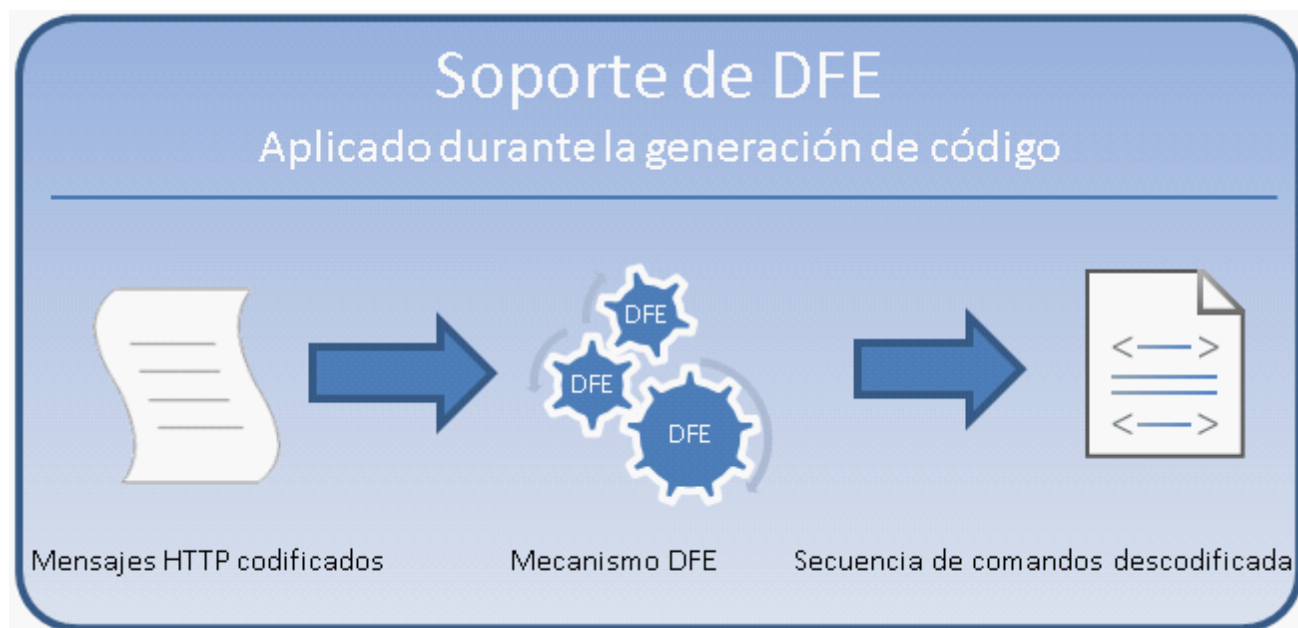 Soporte de DFE
Aplicado durante la generación de código
DFE
DFE
DFE
Mensajes HTTP codificados
Mecanismo DFE
Secuencia de comandos descodificada